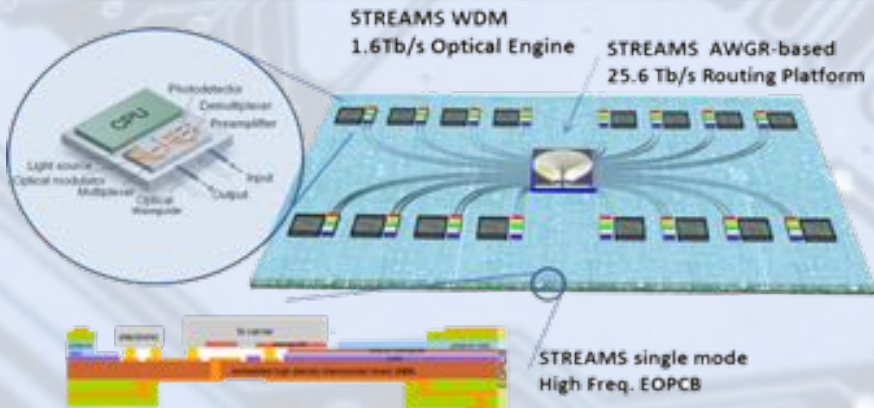 STREAMS WDM
1.6Tb/s Optical Engine
STREAMS AWGR-based
25.6 Tb/s Routing Platform
Photodetector
Demultiplexer
Preamplifier
CPU
Light source
Optical modulator
Multiplexer
Optical
Waveguide
Output
Input
STREAMS single mode
High Freq. EOPCB